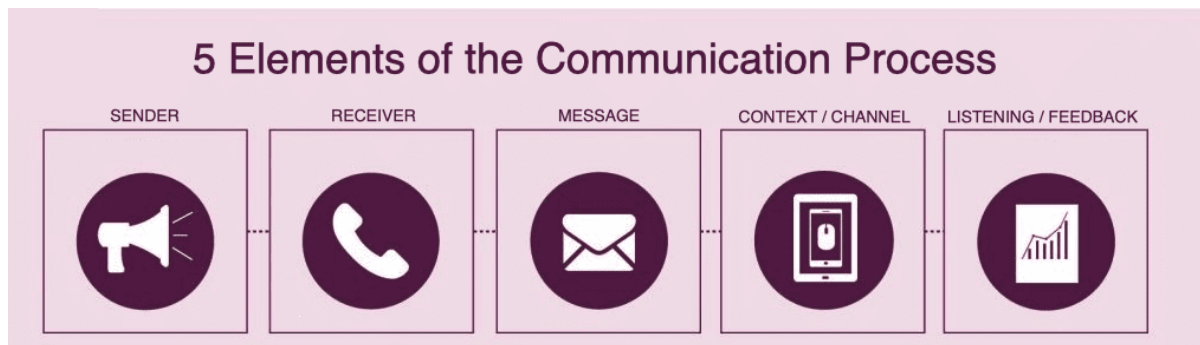 5 Elements of the Communication Process
SENDER
RECEIVER
MESSAGE
CONTEXT / CHANNEL
LISTENING / FEEDBACK